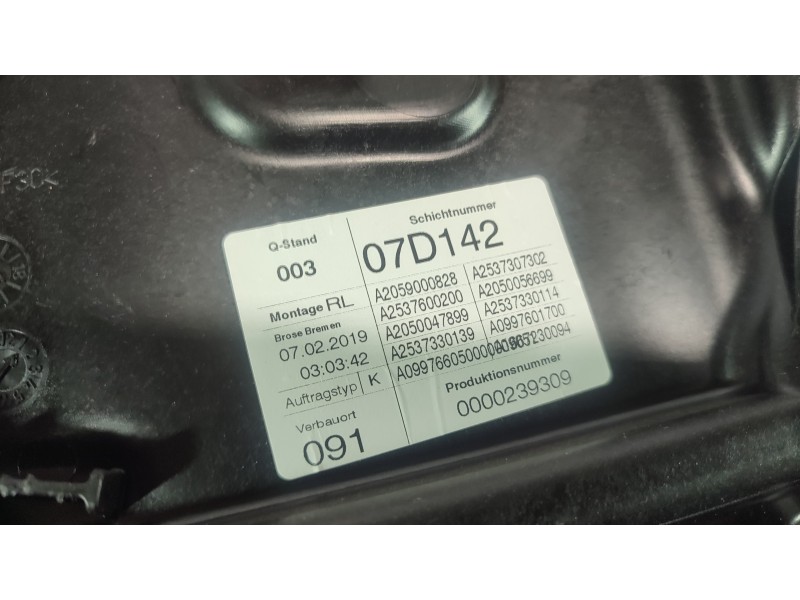 Q-Stand
003
Schichtnummer
07D142
Montage RL
Brose Bremen
07.02.2019
03:03:42
Auftragstyp K
Verbauort
091
A2059000828 A2537307302
A2537600200 A2050056699
A2050047899 A2537330114
A2537330139 A0997601700
Produktionsnummer
0000239309